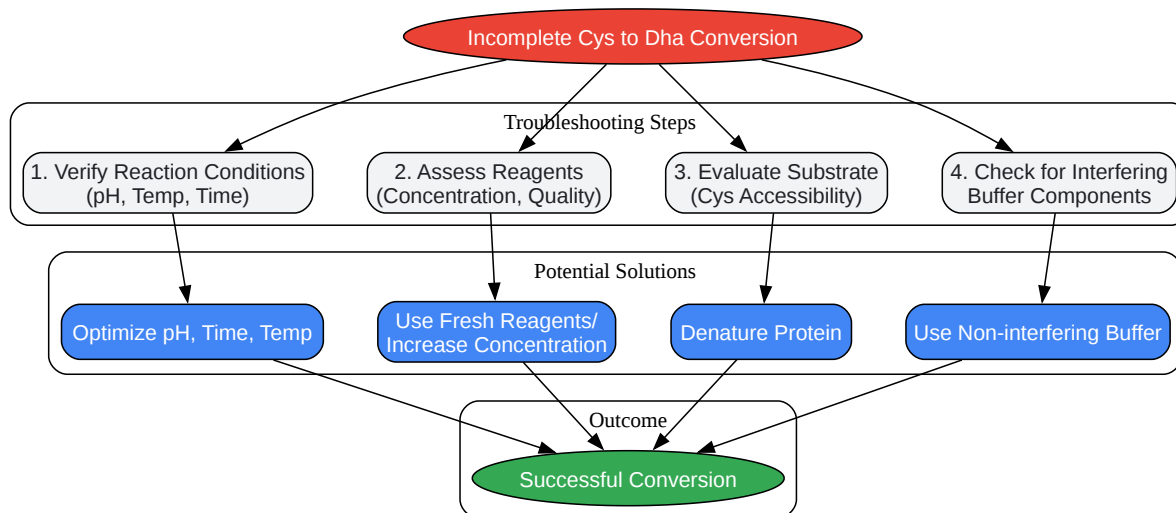 Incomplete Cys to Dha Conversion
Troubleshooting Steps
1. Verify Reaction Conditions
(pH, Temp, Time)
2. Assess Reagents
(Concentration, Quality)
3. Evaluate Substrate
(Cys Accessibility)
4. Check for Interfering
Buffer Components
Potential Solutions
Optimize pH, Time, Temp
Use Fresh Reagents/
Increase Concentration
Denature Protein
Use Non-interfering Buffer
Outcome
Successful Conversion